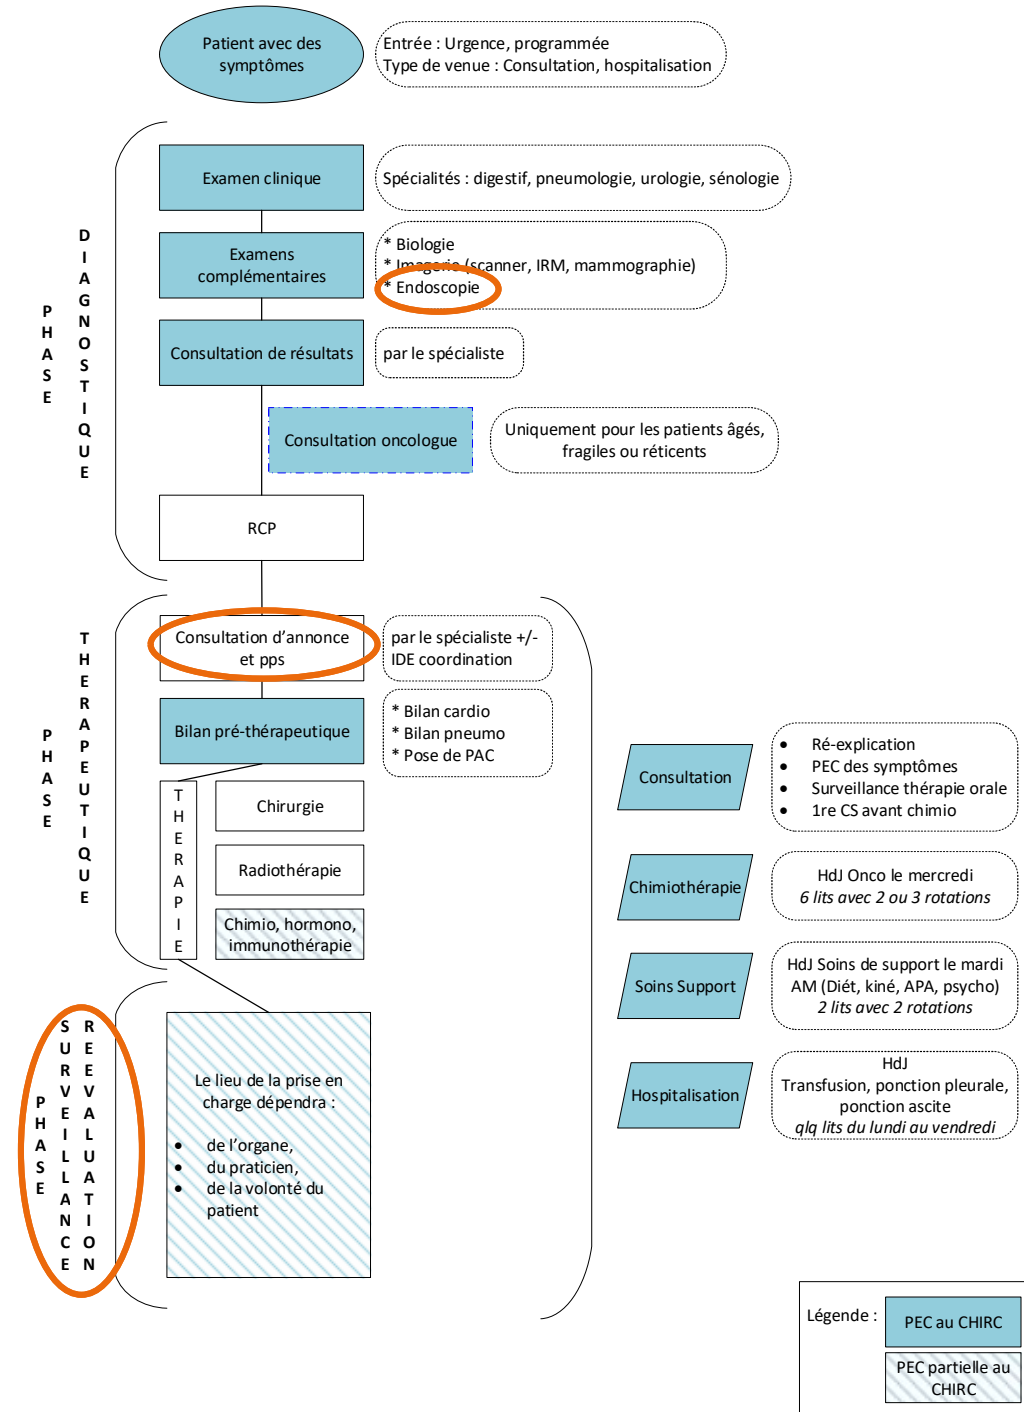 Patient avec des
symptômes
Entrée : Urgence, programmée
Type de venue : Consultation, hospitalisation
PHASE
DIAGNOSTIQUE
Examen clinique
Spécialités : digestif, pneumologie, urologie, sénologie
Examens
complémentaires
* Biologie
* Imagerie (scanner, IRM, mammographie)
* Endoscopie
Consultation de résultats
par le spécialiste
Consultation oncologue
Uniquement pour les patients âgés,
fragiles ou réticents
RCP
PHASE
THERAPEUTIQUE
Consultation d’annonce
et pps
par le spécialiste +/-
IDE coordination
Bilan pré-thérapeutique
* Bilan cardio
* Bilan pneumo
* Pose de PAC
THERAPIE
Chirurgie
Radiothérapie
Chimio, hormono,
immunothérapie
Consultation
• Ré-explication
• PEC des symptômes
• Surveillance thérapie orale
• 1re CS avant chimio
Chimiothérapie
HdJ Onco le mercredi
6 lits avec 2 ou 3 rotations
Soins Support
HdJ Soins de support le mardi
AM (Diét, kiné, APA, psycho)
2 lits avec 2 rotations
Hospitalisation
HdJ
Transfusion, ponction pleurale,
ponction ascite
qlq lits du lundi au vendredi
PHASE
SURVEILLANCE
REEVALUATION
Le lieu de la prise en
charge dépendra :
• de l’organe,
• du praticien,
• de la volonté du
patient
Légende :
PEC au CHIRC
PEC partielle au
CHIRC